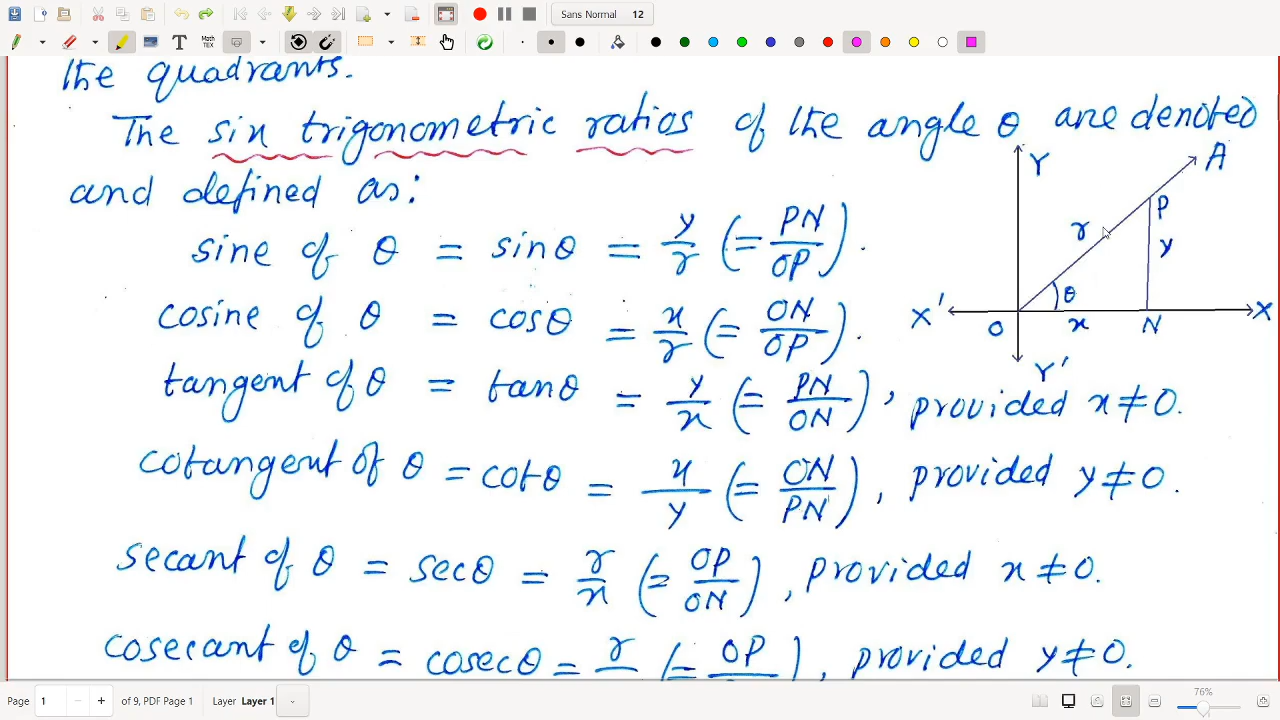 Sans Normal 12
MATH
TEX
the quadrants.
The six trigonometric ratios of the angle θ are denoted
and defined as:
sine of θ = sinθ = y/r (= PN/OP).
cosine of θ = cosθ = x/r (= ON/OP).
tangent of θ = tanθ = y/x (= PN/ON), provided x≠0.
cotangent of θ = cotθ = x/y (= ON/PN), provided y≠0.
secant of θ = secθ = r/x (= OP/ON), provided x≠0.
cosecant of θ = cosecθ = r (= OP ), provided y≠0.
Y
A
P
r
y
θ
X'
O
x
N
X
Y'
Page 1 of 9, PDF Page 1 Layer Layer 1
76%